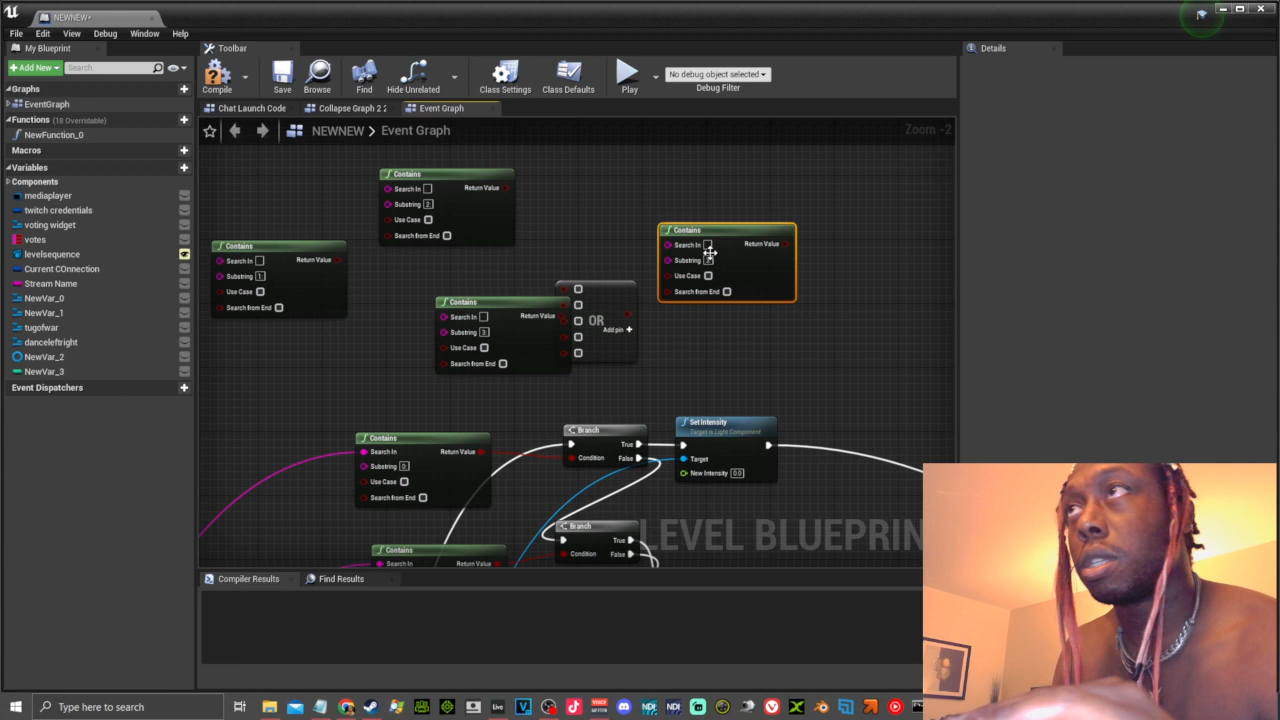 NEWNEW*
File Edit View Debug Window Help
My Blueprint
Toolbar
Details
Add New
Search
Compile
Save
Browse
Find
Hide Unrelated
Class Settings
Class Defaults
Play
No debug object selected
Debug Filter
Graphs
EventGraph
Functions (18 Overridable)
NewFunction_0
Macros
Variables
Components
mediaplayer
twitch credentials
voting widget
votes
levelsequence
Current COnnection
Stream Name
NewVar_0
NewVar_1
tugofwar
danceleftright
NewVar_2
NewVar_3
Event Dispatchers
Chat Launch Code
Collapse Graph 2 2
Event Graph
NEWNEW > Event Graph
Zoom -2
Contains
Search In
Return Value
Substring 2
Use Case
Search from End
Contains
Search In
Return Value
Substring 1
Use Case
Search from End
Contains
Search In
Return Value
Substring
Use Case
Search from End
Contains
Search In
Return Value
Substring 3
Use Case
Search from End
OR
Add pin +
Contains
Search In
Return Value
Substring 0
Use Case
Search from End
Branch
True
Condition
False
Set Intensity
Target is Light Component
Target
New Intensity 0.0
Branch
True
Condition
False
Contains
Search In
Return Value
LEVEL BLUEPRIN
Compiler Results
Find Results
Type here to search